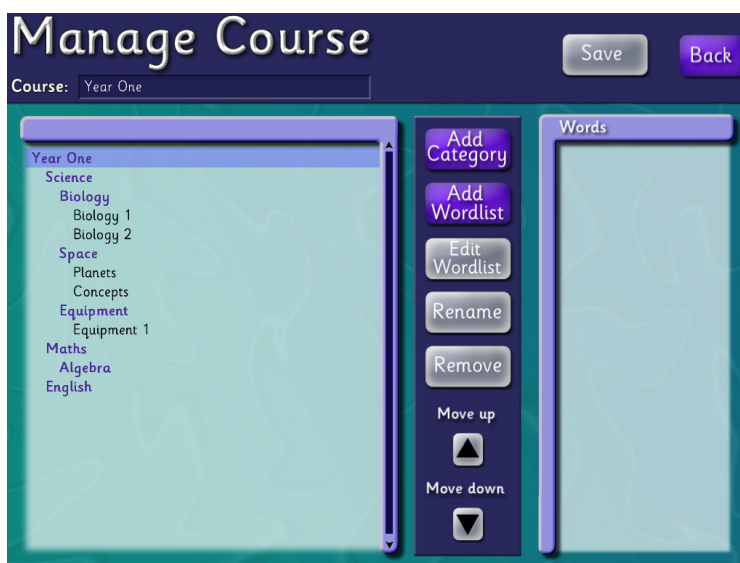 Manage Course
Save
Back
Course: Year One
Year One
Science
Biology
Biology 1
Biology 2
Space
Planets
Concepts
Equipment
Equipment 1
Maths
Algebra
English
Add
Category
Add
Wordlist
Edit
Wordlist
Rename
Remove
Move up
Move down
Words